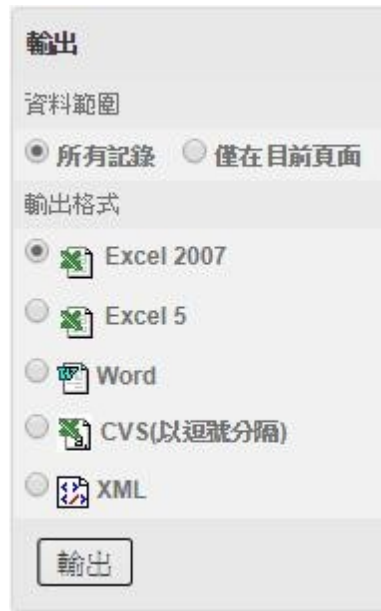 輸出
資料範圍
所有記錄 僅在目前頁面
輸出格式
Excel 2007
Excel 5
Word
CVS(以逗號分隔)
XML
輸出